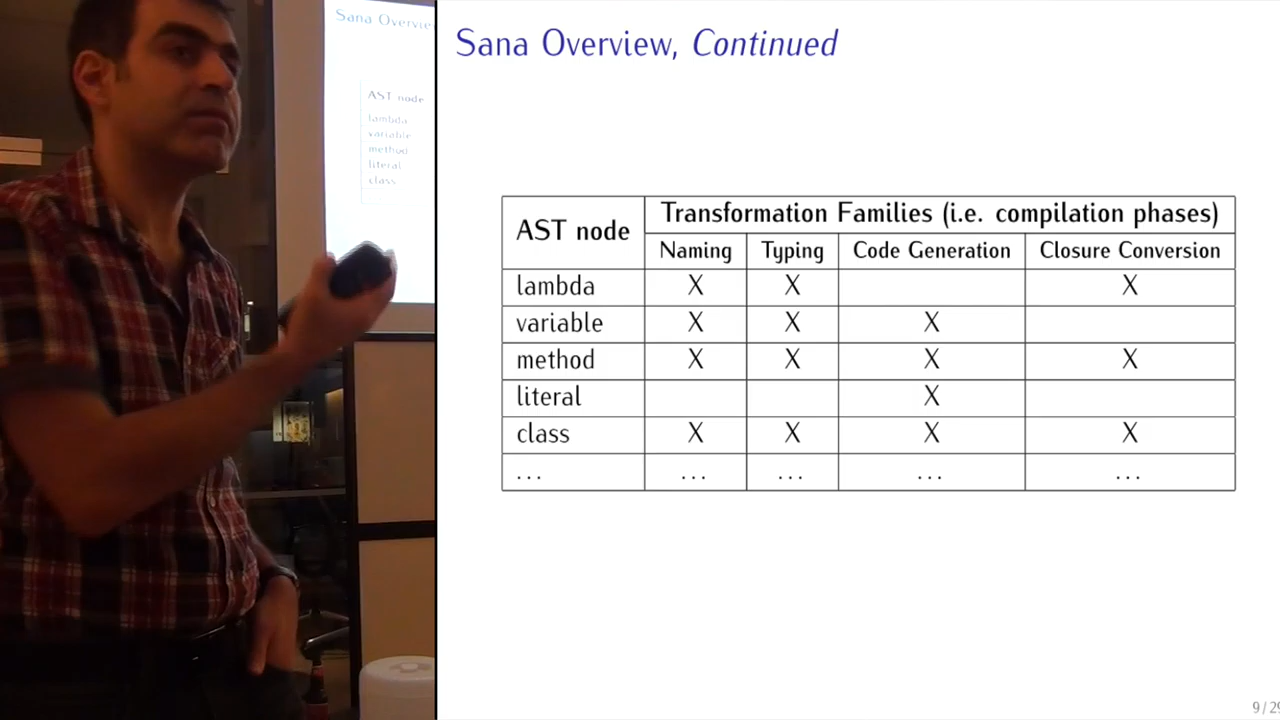 Sana Overvie
AST node
lambda
variable
method
literal
class
Sana Overview, Continued
AST node Transformation Families (i.e. compilation phases)
Naming Typing Code Generation Closure Conversion
lambda X X X
variable X X X
method X X X X
literal X
class X X X X
... ... ... ... ...
9 / 29